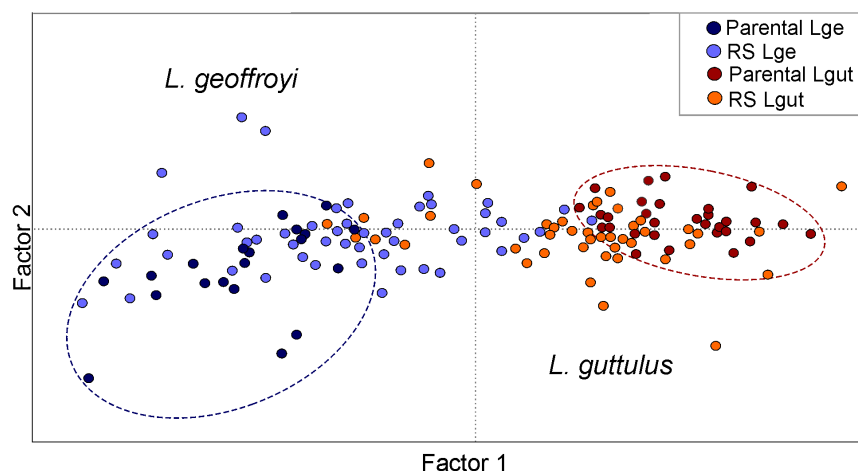 Parental Lge
RS Lge
Parental Lgut
RS Lgut
L. geoffroyi
L. guttulus
Factor 2
Factor 1